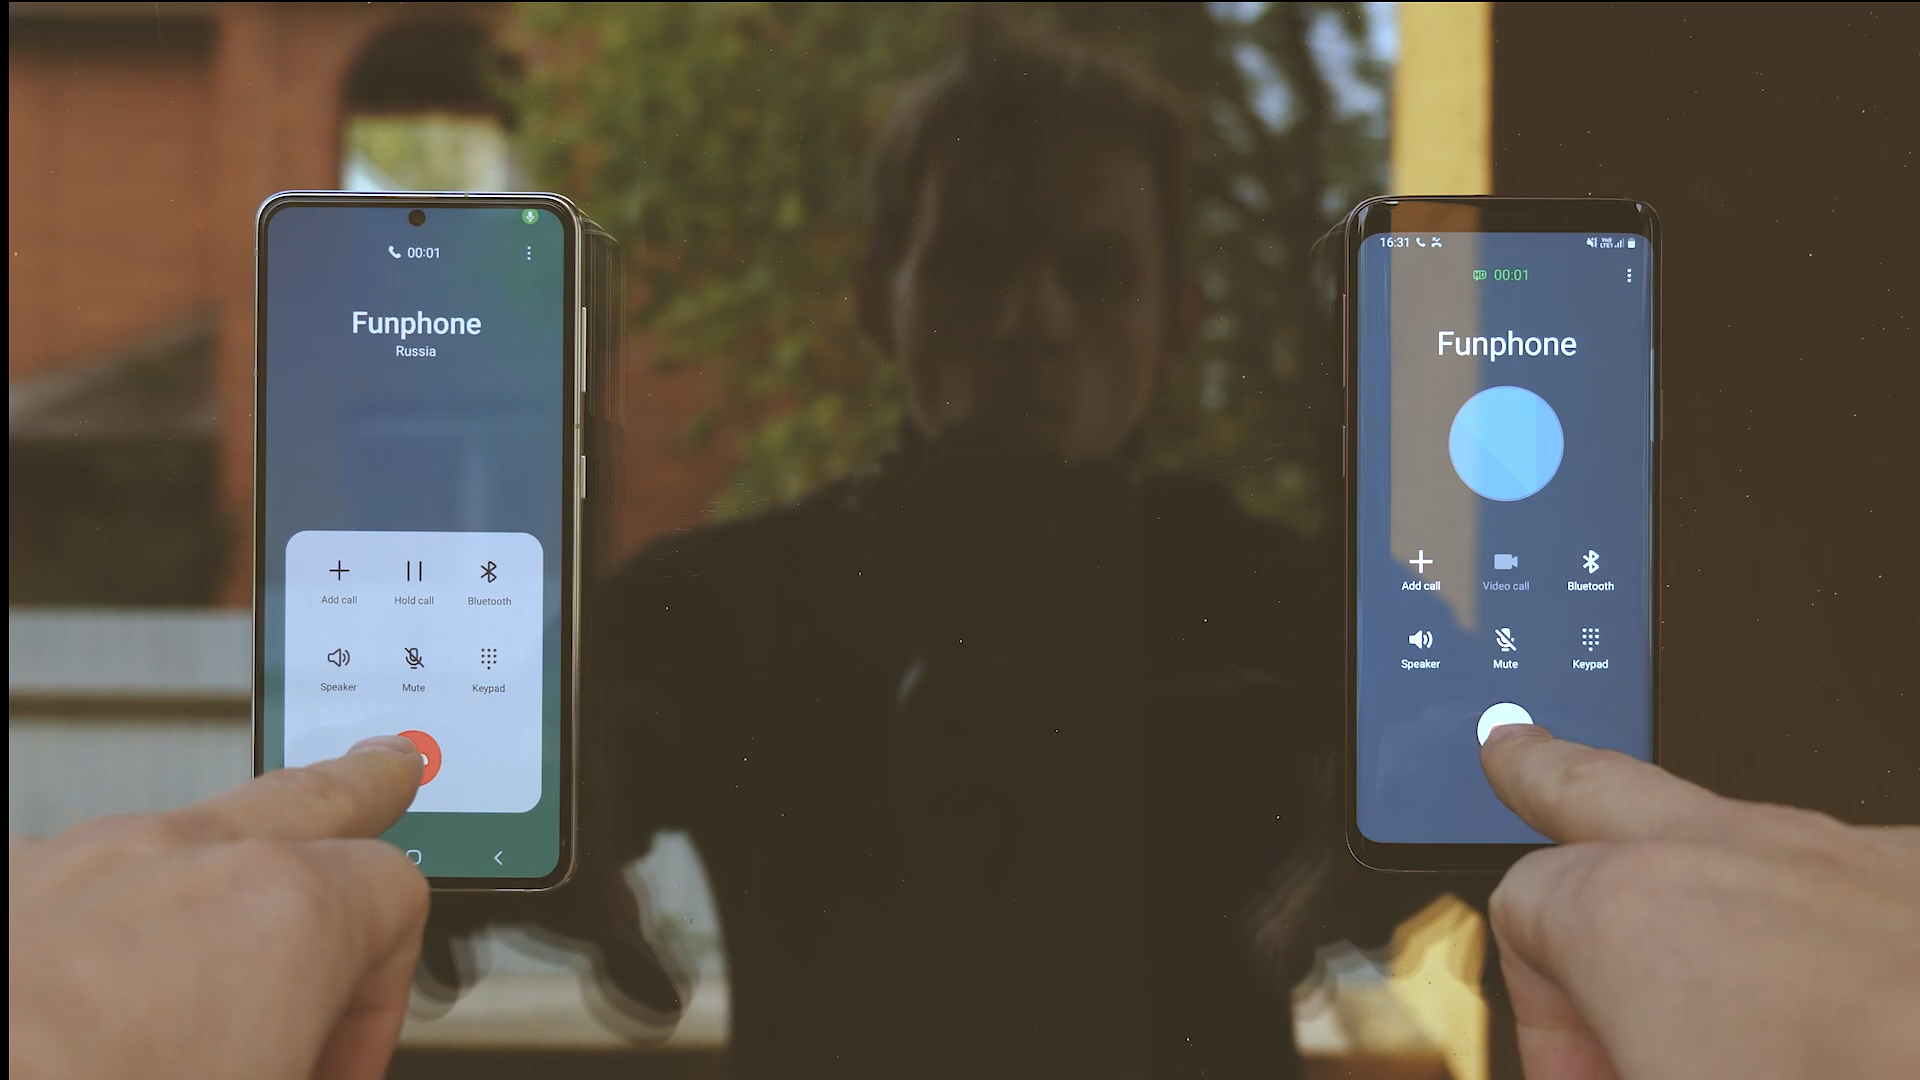 00:01
Funphone
Russia
Add call
Hold call
Bluetooth
Speaker
Mute
Keypad
16:31
HD 00:01
Funphone
Add call
Video call
Bluetooth
Speaker
Mute
Keypad